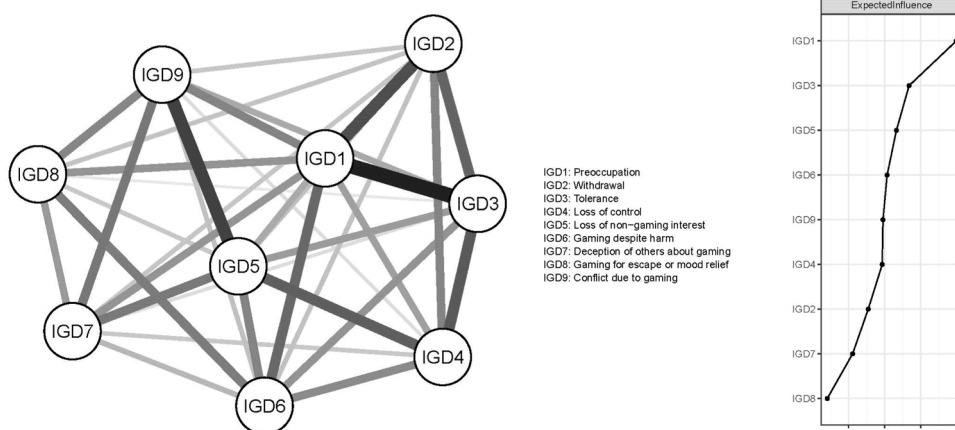 IGD2
IGD9
IGD1
IGD8
IGD3
IGD5
IGD7
IGD4
IGD6
IGD1: Preoccupation
IGD2: Withdrawal
IGD3: Tolerance
IGD4: Loss of control
IGD5: Loss of non−gaming interest
IGD6: Gaming despite harm
IGD7: Deception of others about gaming
IGD8: Gaming for escape or mood relief
IGD9: Conflict due to gaming
ExpectedInfluence
IGD1
IGD3
IGD5
IGD6
IGD9
IGD4
IGD2
IGD7
IGD8